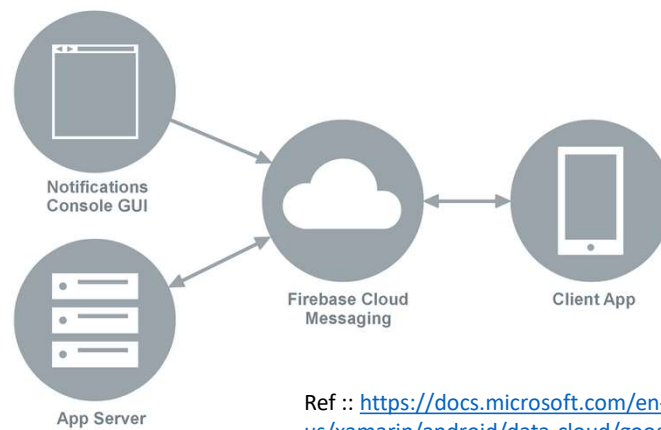 Notifications
Console GUI
Firebase Cloud
Messaging
Client App
App Server
Ref :: https://docs.microsoft.com/en-
us/xamarin/android/data-cloud/goog